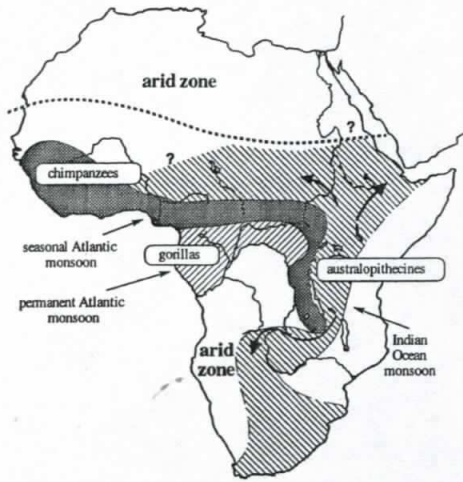 arid zone
?
?
chimpanzees
seasonal Atlantic
monsoon
gorillas
australopithecines
permanent Atlantic
monsoon
arid
zone
Indian
Ocean
monsoon